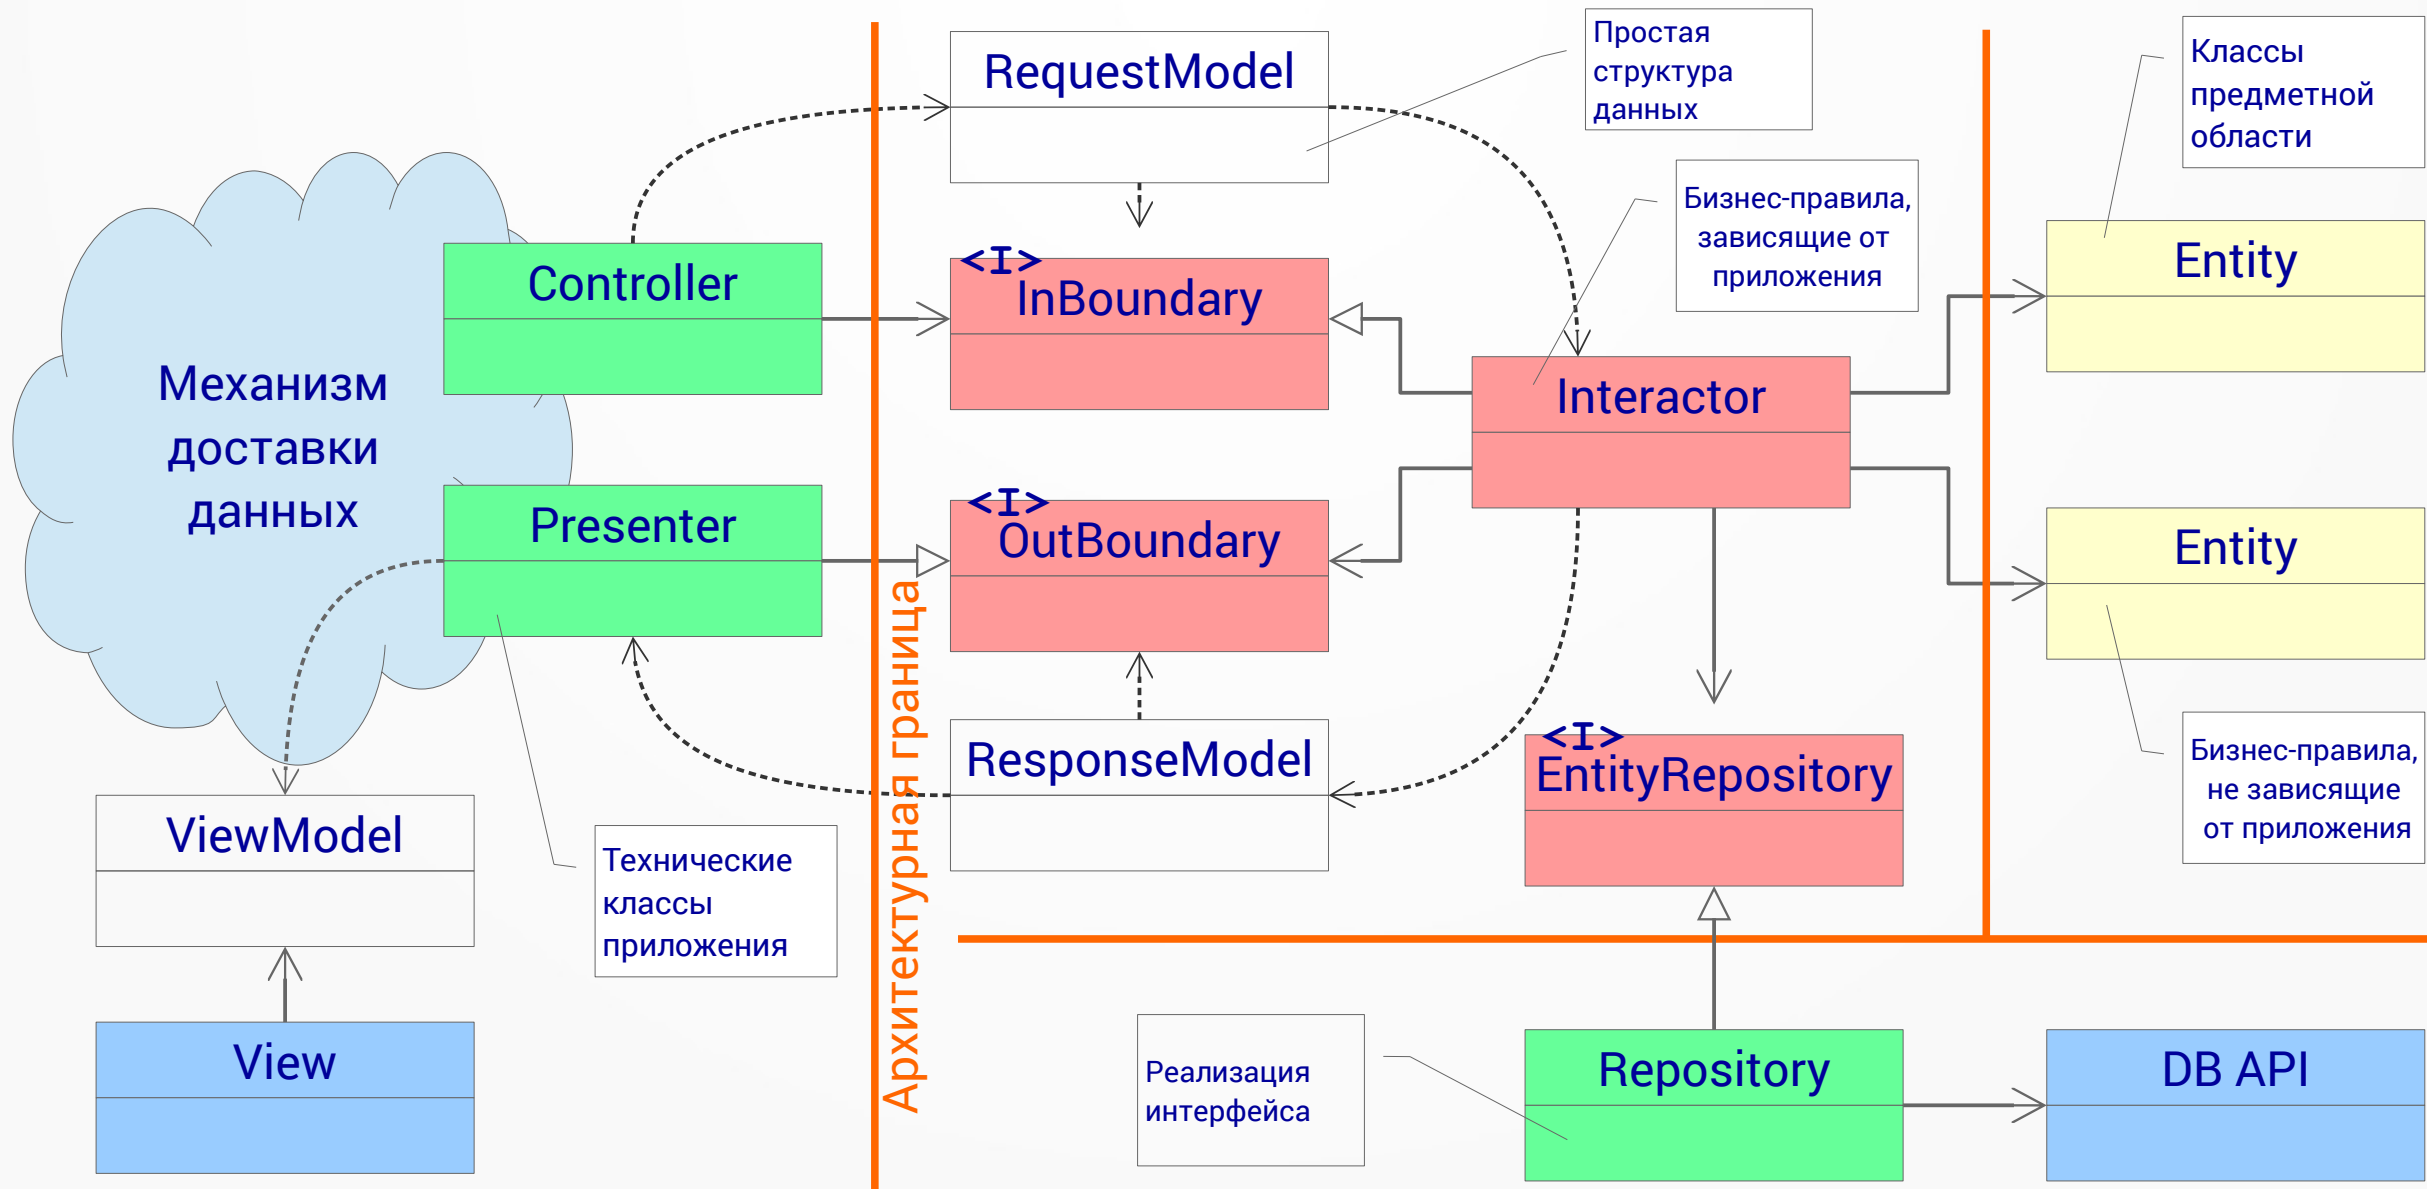 RequestModel
Простая
структура
данных
Классы
предметной
области
Бизнес-правила,
зависящие от
приложения
Controller
<I>
InBoundary
Entity
Механизм
доставки
данных
Interactor
Presenter
<I>
OutBoundary
Entity
Архитектурная граница
ResponseModel
<I>
EntityRepository
Бизнес-правила,
не зависящие
от приложения
ViewModel
Технические
классы
приложения
View
Реализация
интерфейса
Repository
DB API